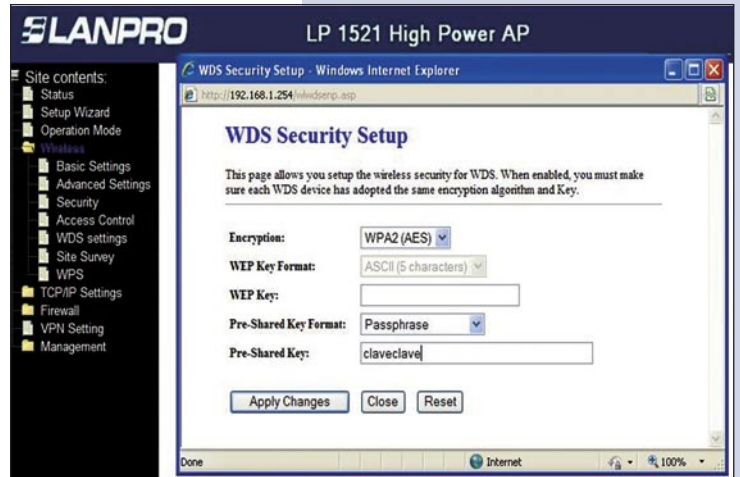 LANPRO
LP 1521 High Power AP
Site contents:
Status
Setup Wizard
Operation Mode
Wireless
Basic Settings
Advanced Settings
Security
Access Control
WDS settings
Site Survey
WPS
TCP/IP Settings
Firewall
VPN Setting
Management
WDS Security Setup - Windows Internet Explorer
http://192.168.1.254/wlwdsenp.asp
WDS Security Setup
This page allows you setup the wireless security for WDS. When enabled, you must make
sure each WDS device has adopted the same encryption algorithm and Key.
Encryption: WPA2 (AES)
WEP Key Format: ASCII (5 characters)
WEP Key:
Pre-Shared Key Format: Passphrase
Pre-Shared Key: claveclave
Apply Changes Close Reset
Done Internet 100%